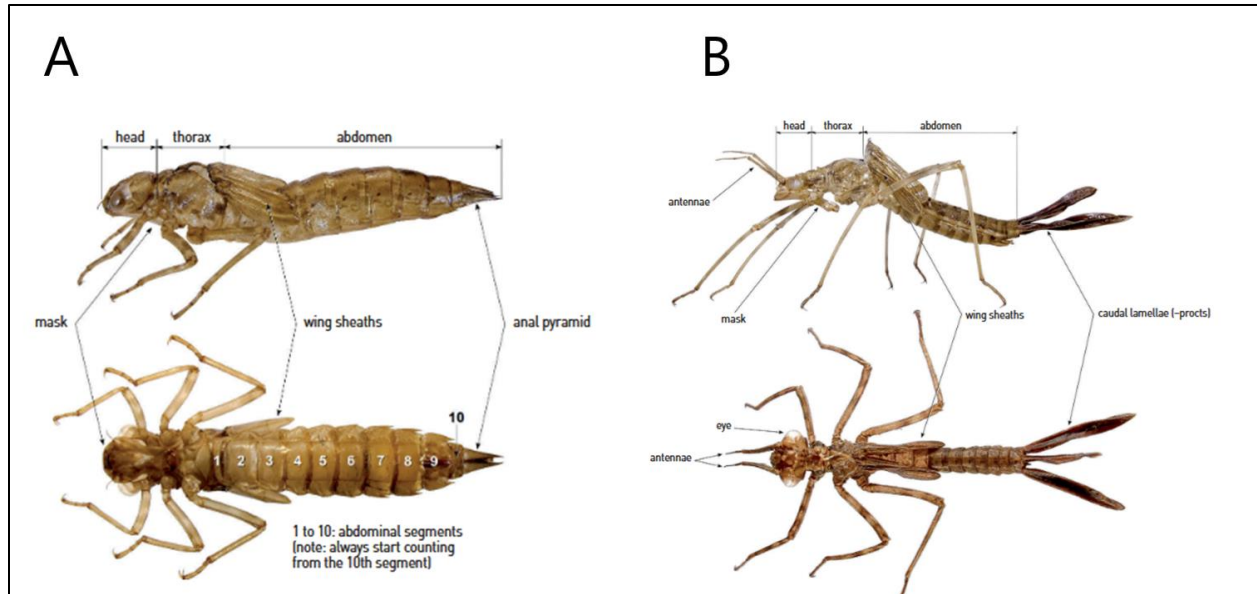 A
B
head thorax abdomen
mask
wing sheaths
anal pyramid
1 2 3 4 5 6 7 8 9 10
1 to 10: abdominal segments
(note: always start counting
from the 10th segment)
head thorax abdomen
antennae
mask
wing sheaths
caudal lamellae (-procts)
eye
antennae